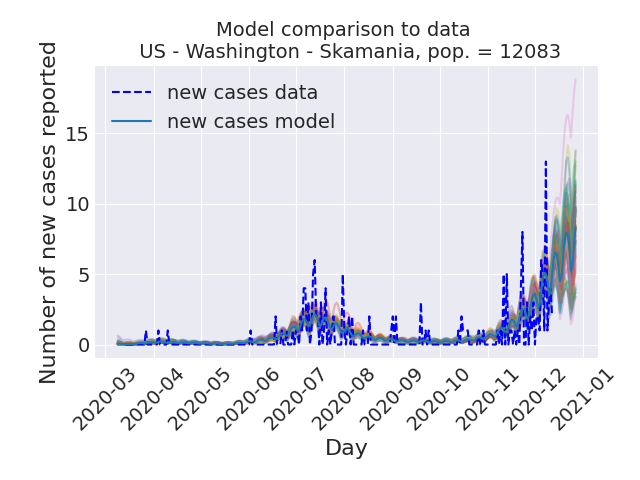 Model comparison to data
US - Washington - Skamania, pop. = 12083
new cases data
new cases model
Number of new cases reported
15
10
5
0
2020-03
2020-04
2020-05
2020-06
2020-07
2020-08
2020-09
2020-10
2020-11
2020-12
2021-01
Day